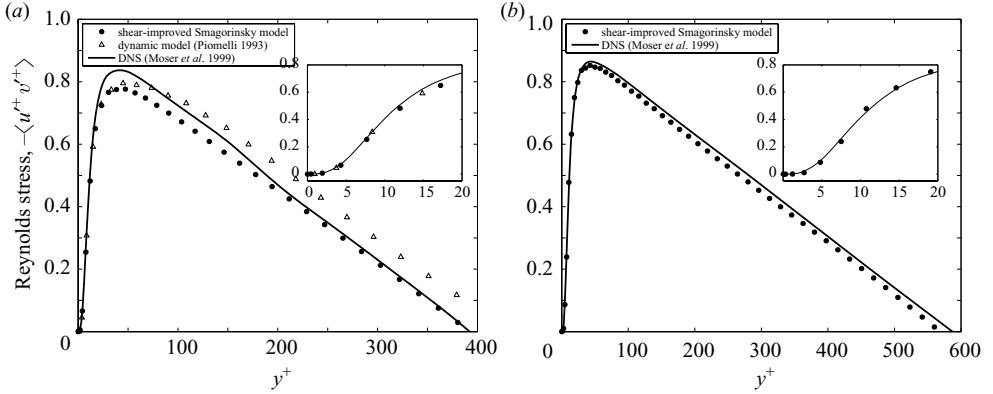 (a)
1.0
0.8
0.6
0.4
0.2
0
Reynolds stress, −⟨u′⁺ v′⁺⟩
shear-improved Smagorinsky model
dynamic model (Piomelli 1993)
DNS (Moser et al. 1999)
0.8
0.6
0.4
0.2
0
0 5 10 15 20
0 100 200 300 400
y⁺
(b)
1.0
0.8
0.6
0.4
0.2
0
shear-improved Smagorinsky model
DNS (Moser et al. 1999)
0.8
0.6
0.4
0.2
0
5 10 15 20
0 100 200 300 400 500 600
y⁺